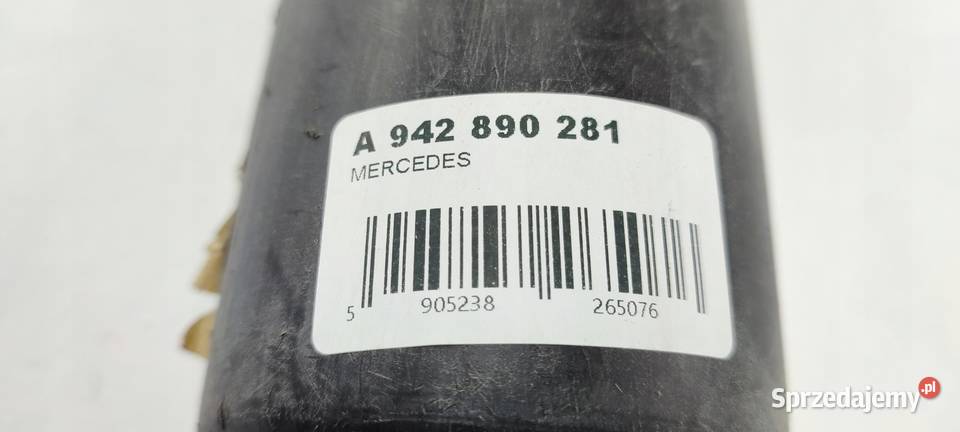 A 942 890 281
MERCEDES
5 905238 265076
Sprzedajemy.pl